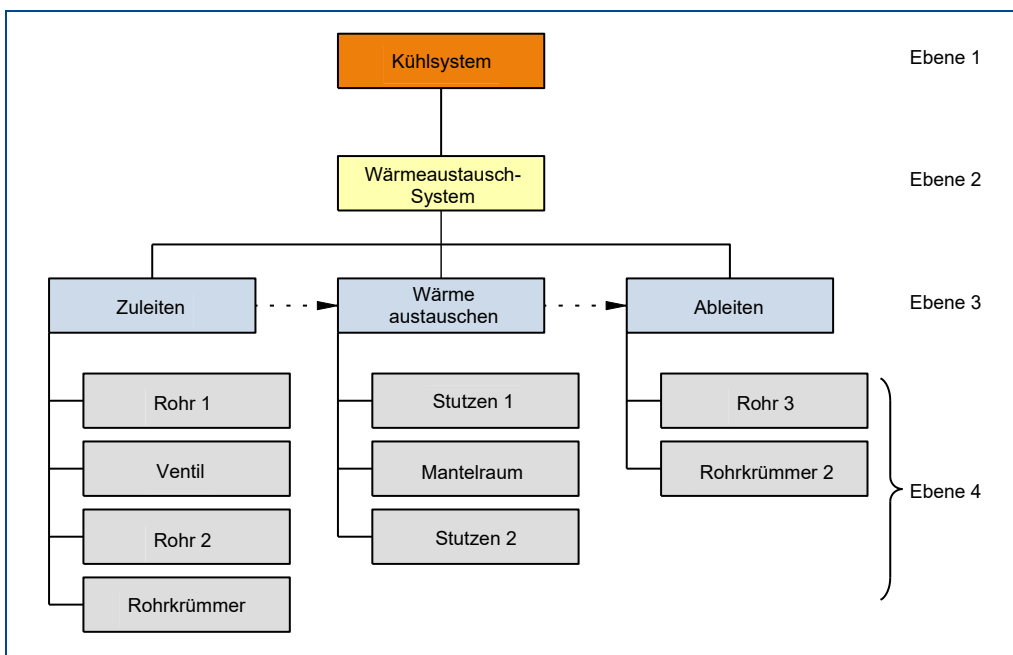 Kühlsystem
Ebene 1
Wärmeaustausch-
System
Ebene 2
Zuleiten
Wärme
austauschen
Ableiten
Ebene 3
Rohr 1
Stutzen 1
Rohr 3
Ventil
Mantelraum
Rohrkrümmer 2
Ebene 4
Rohr 2
Stutzen 2
Rohrkrümmer